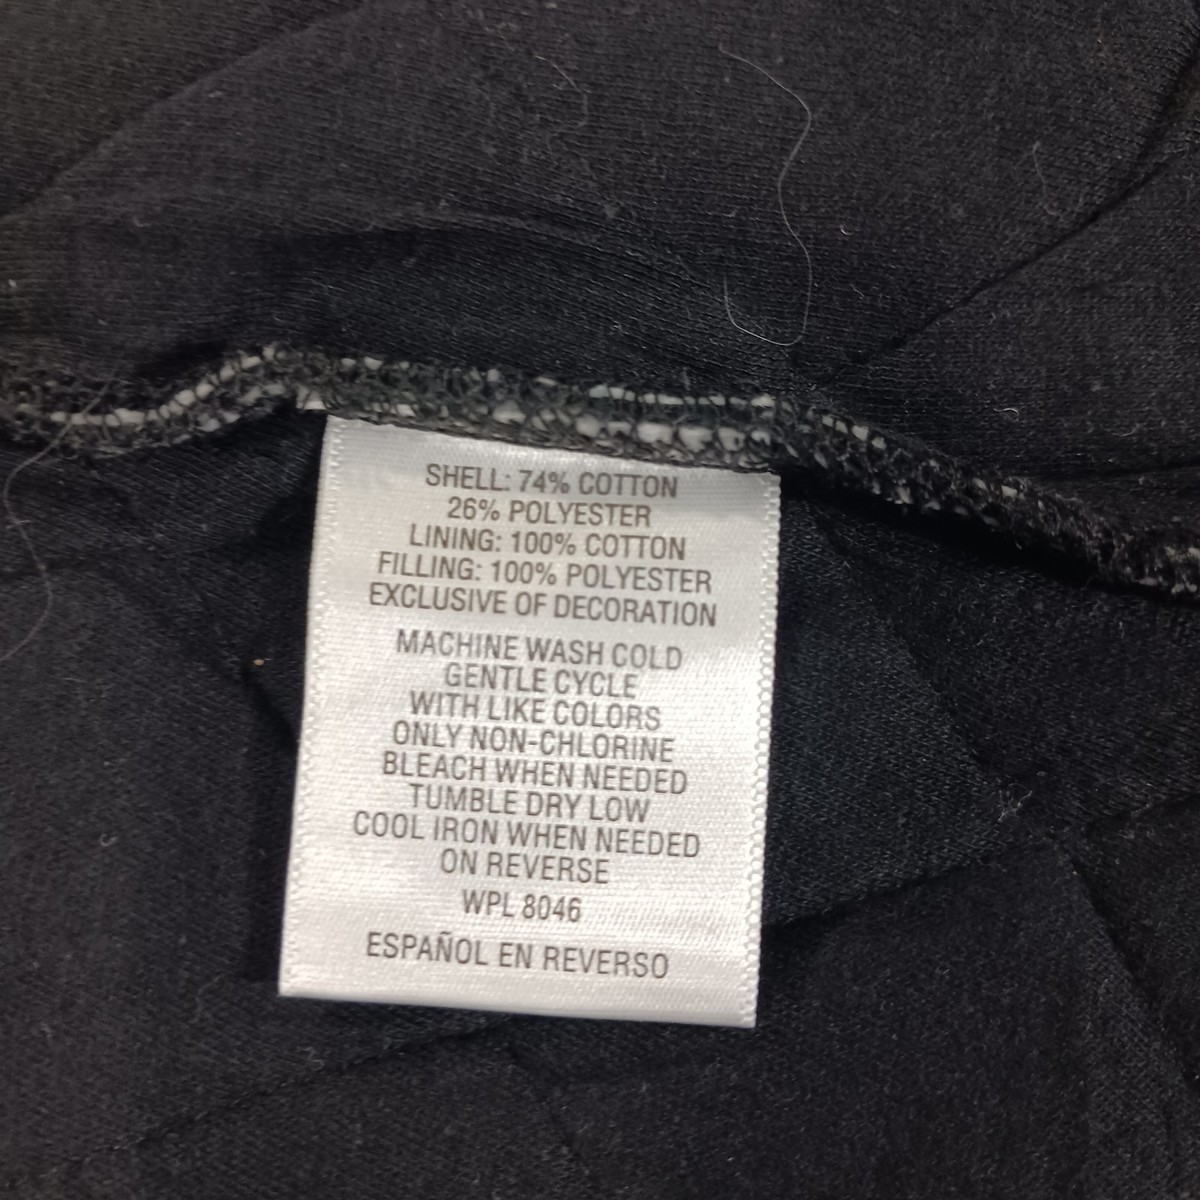 SHELL: 74% COTTON
26% POLYESTER
LINING: 100% COTTON
FILLING: 100% POLYESTER
EXCLUSIVE OF DECORATION
MACHINE WASH COLD
GENTLE CYCLE
WITH LIKE COLORS
ONLY NON-CHLORINE
BLEACH WHEN NEEDED
TUMBLE DRY LOW
COOL IRON WHEN NEEDED
ON REVERSE
WPL 8046
ESPAÑOL EN REVERSO